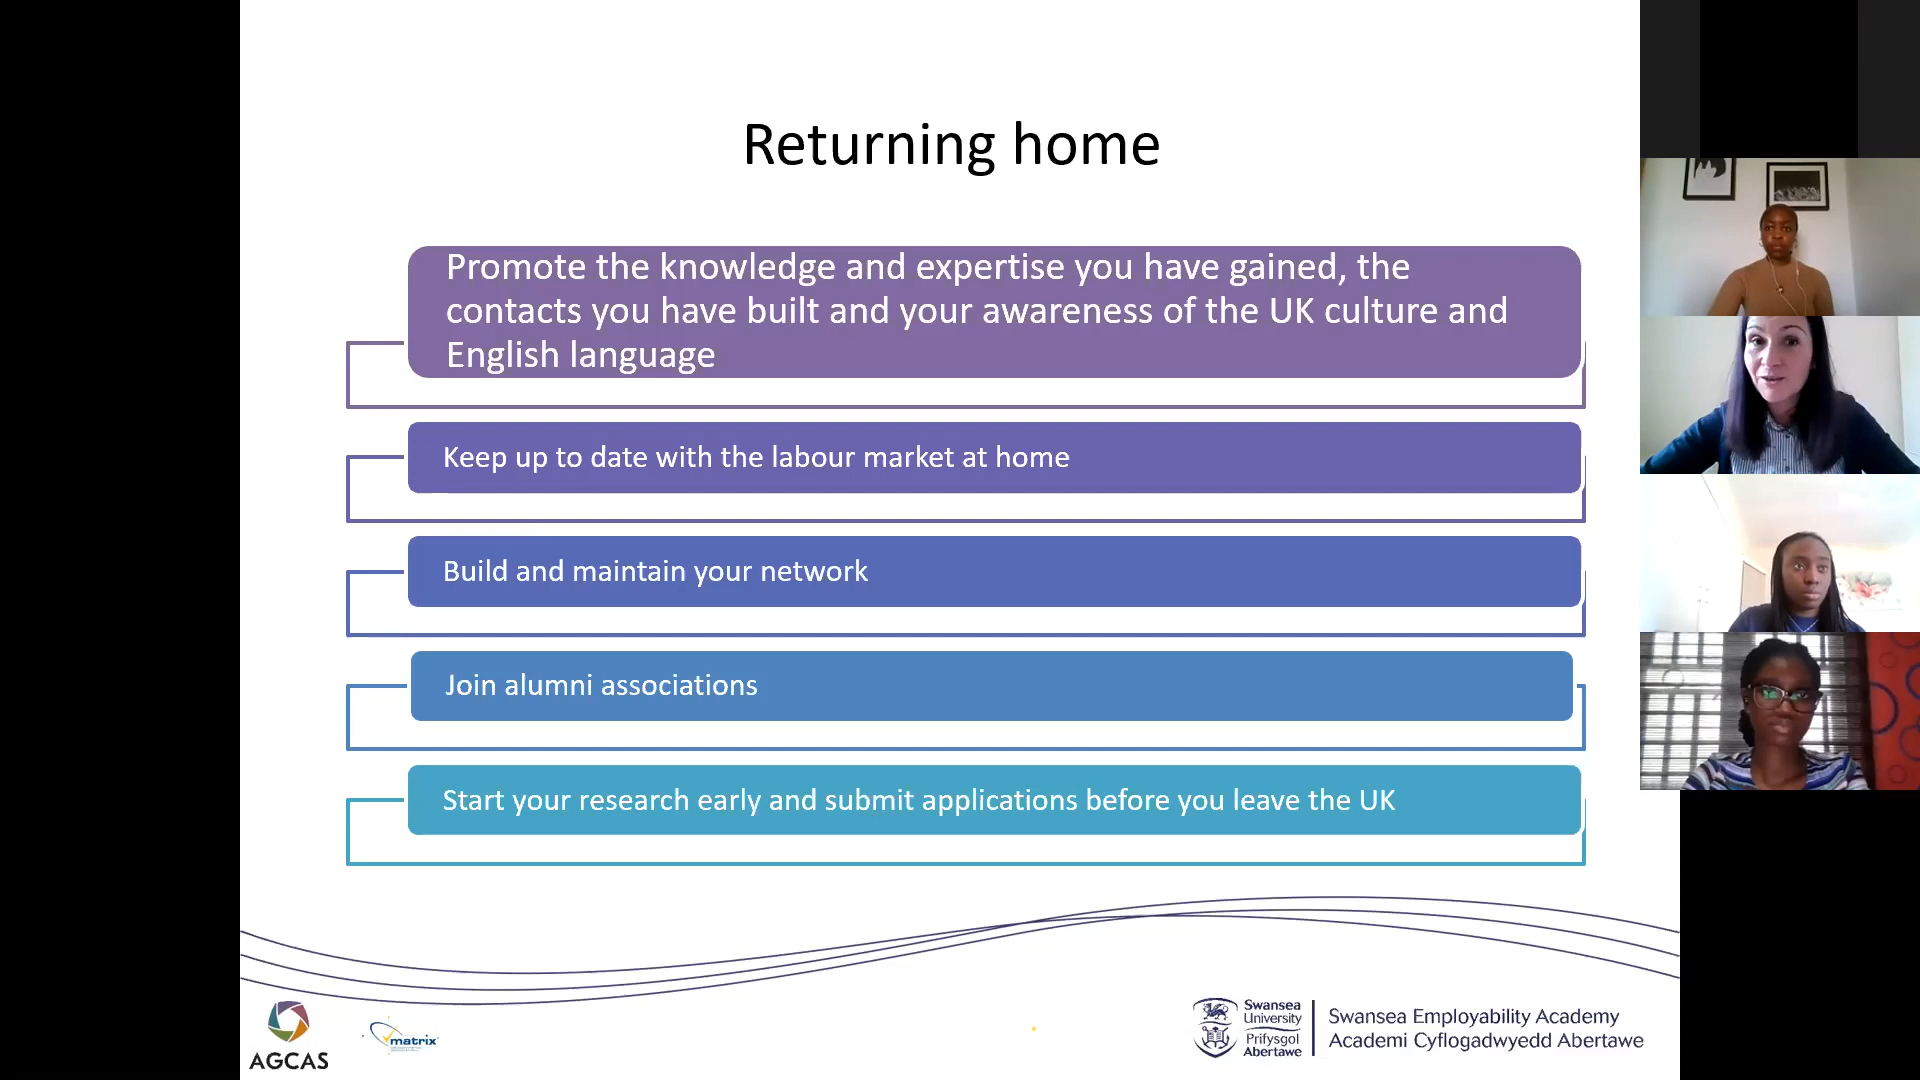 Returning home
Promote the knowledge and expertise you have gained, the
contacts you have built and your awareness of the UK culture and
English language
Keep up to date with the labour market at home
Build and maintain your network
Join alumni associations
Start your research early and submit applications before you leave the UK
AGCAS
matrix
Swansea
University
Prifysgol
Abertawe
Swansea Employability Academy
Academi Cyflogadwyedd Abertawe